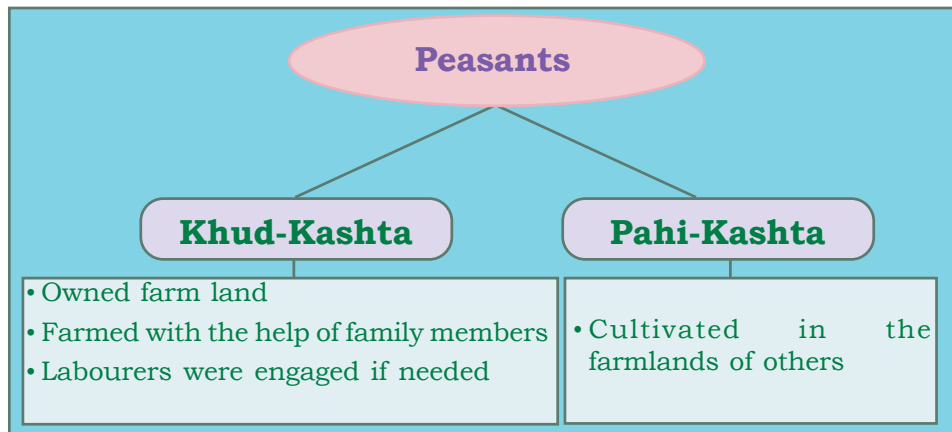 Peasants
Khud-Kashta
• Owned farm land
• Farmed with the help of family members
• Labourers were engaged if needed
Pahi-Kashta
• Cultivated in the
farmlands of others